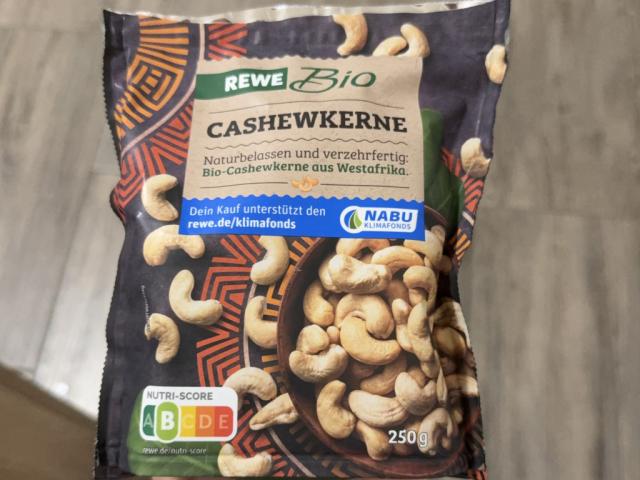 REWE Bio
CASHEWKERNE
Naturbelassen und verzehrfertig:
Bio-Cashewkerne aus Westafrika.
Dein Kauf unterstützt den
rewe.de/klimafonds
NABU
KLIMAFONDS
NUTRI-SCORE
A B C D E
rewe.de/nutri-score
250g